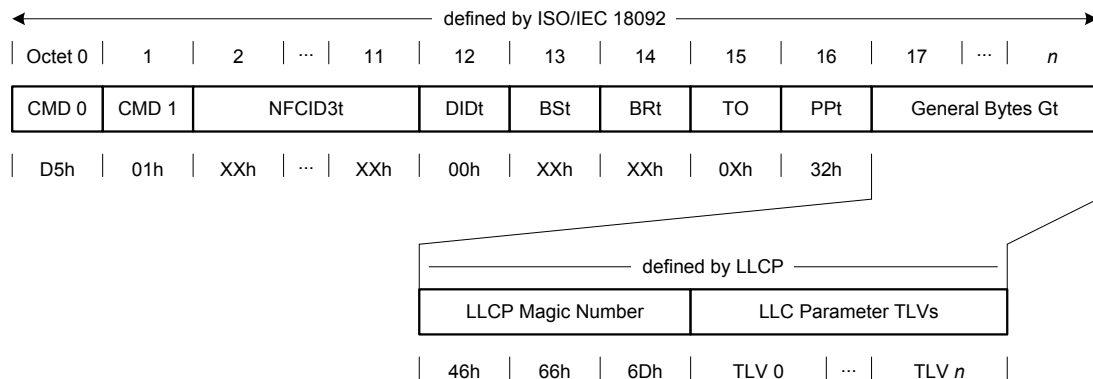 defined by ISO/IEC 18092
Octet 0 1 2 ... 11 12 13 14 15 16 17 ... n
CMD 0 CMD 1 NFCID3t DIDt BSt BRt TO PPt General Bytes Gt
D5h 01h XXh ... XXh 00h XXh XXh 0Xh 32h
defined by LLCP
LLCP Magic Number LLC Parameter TLVs
46h 66h 6Dh TLV 0 ... TLV n